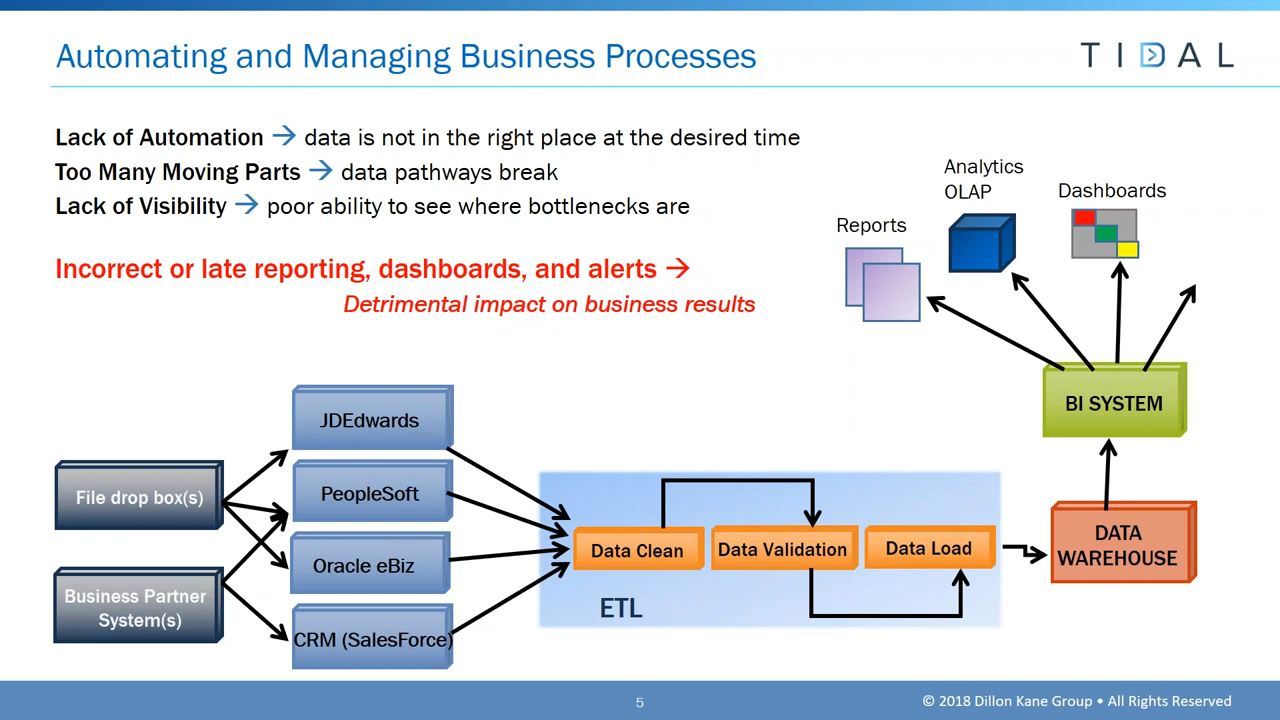 Automating and Managing Business Processes
TIDAL
Lack of Automation → data is not in the right place at the desired time
Too Many Moving Parts → data pathways break
Lack of Visibility → poor ability to see where bottlenecks are
Incorrect or late reporting, dashboards, and alerts →
Detrimental impact on business results
Analytics
OLAP
Dashboards
Reports
BI SYSTEM
JDEdwards
PeopleSoft
File drop box(s)
Oracle eBiz
Business Partner
System(s)
CRM (SalesForce)
Data Clean
Data Validation
Data Load
ETL
DATA
WAREHOUSE
5
© 2018 Dillon Kane Group • All Rights Reserved